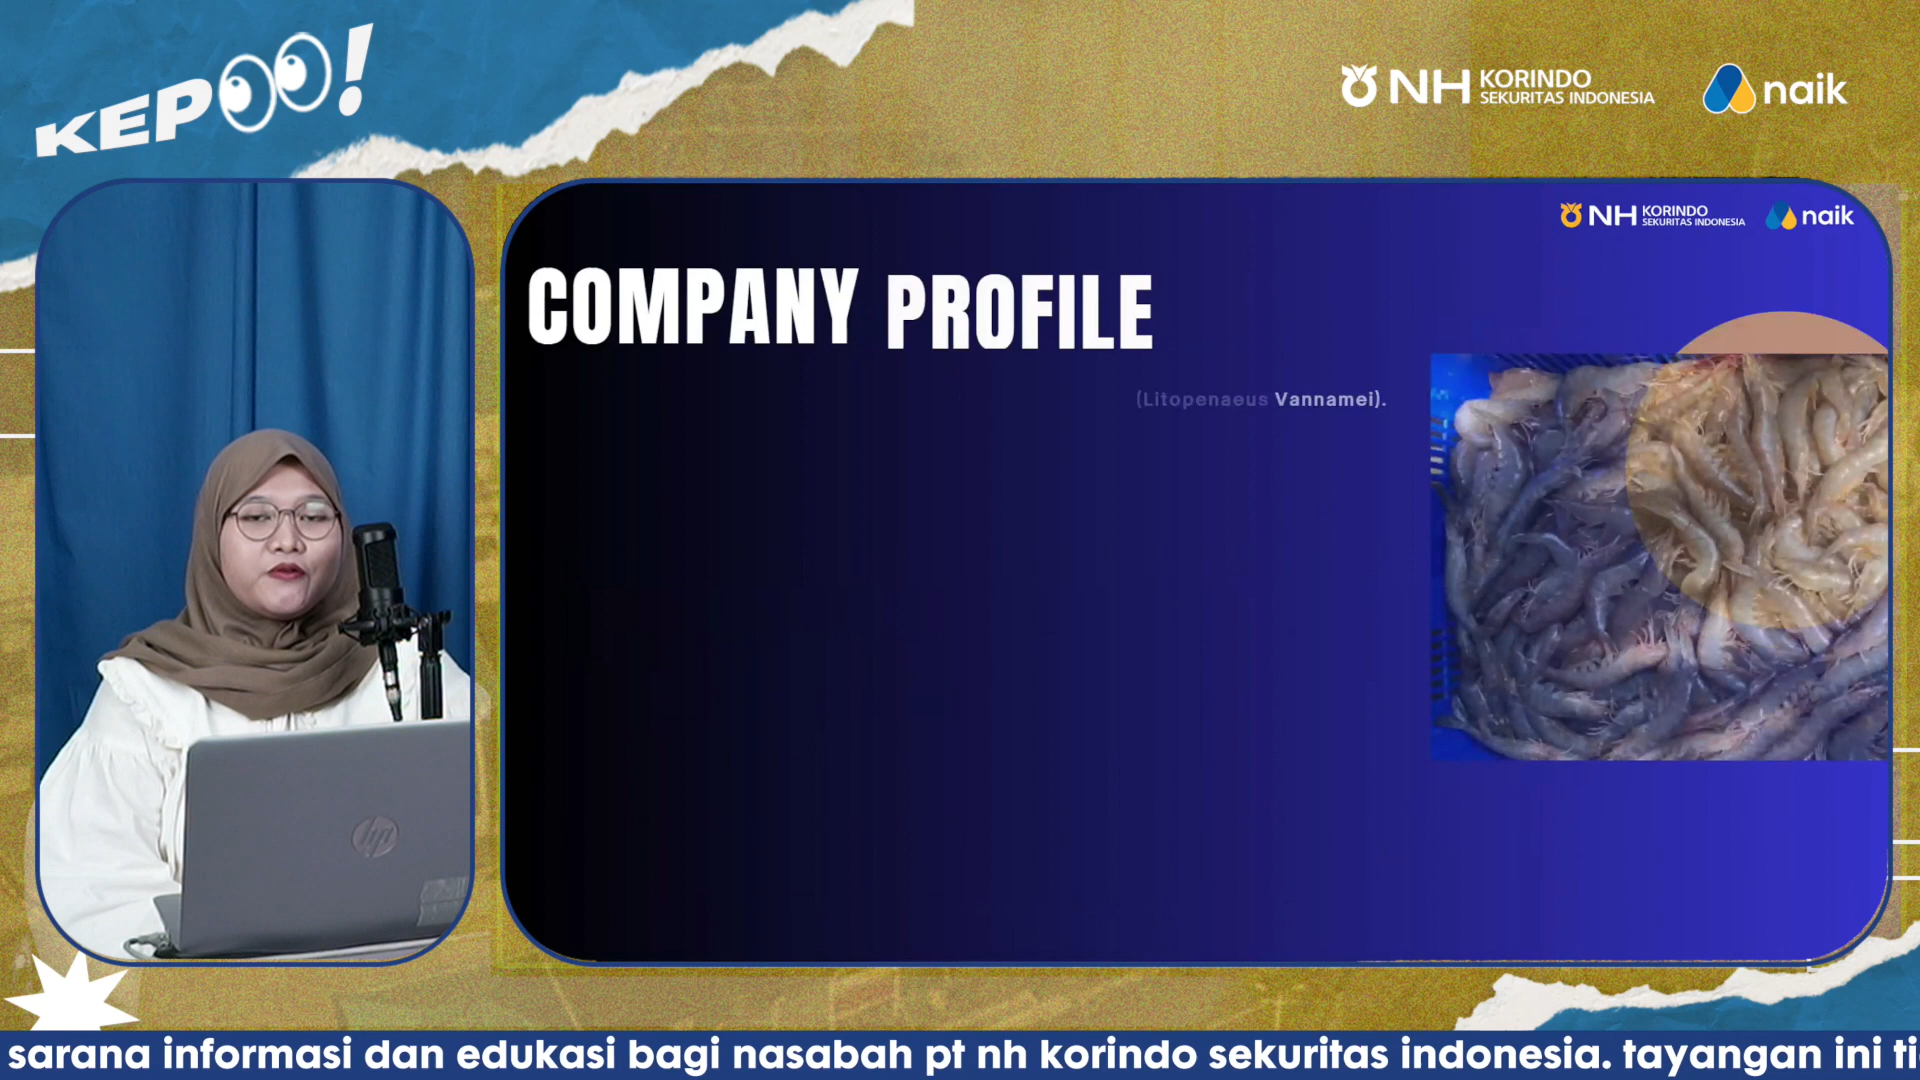 KEPOO!
NH KORINDO
SEKURITAS INDONESIA
naik
NH KORINDO
SEKURITAS INDONESIA
naik
COMPANY PROFILE
(Litopenaeus Vannamei).
hp
sarana informasi dan edukasi bagi nasabah pt nh korindo sekuritas indonesia. tayangan ini ti